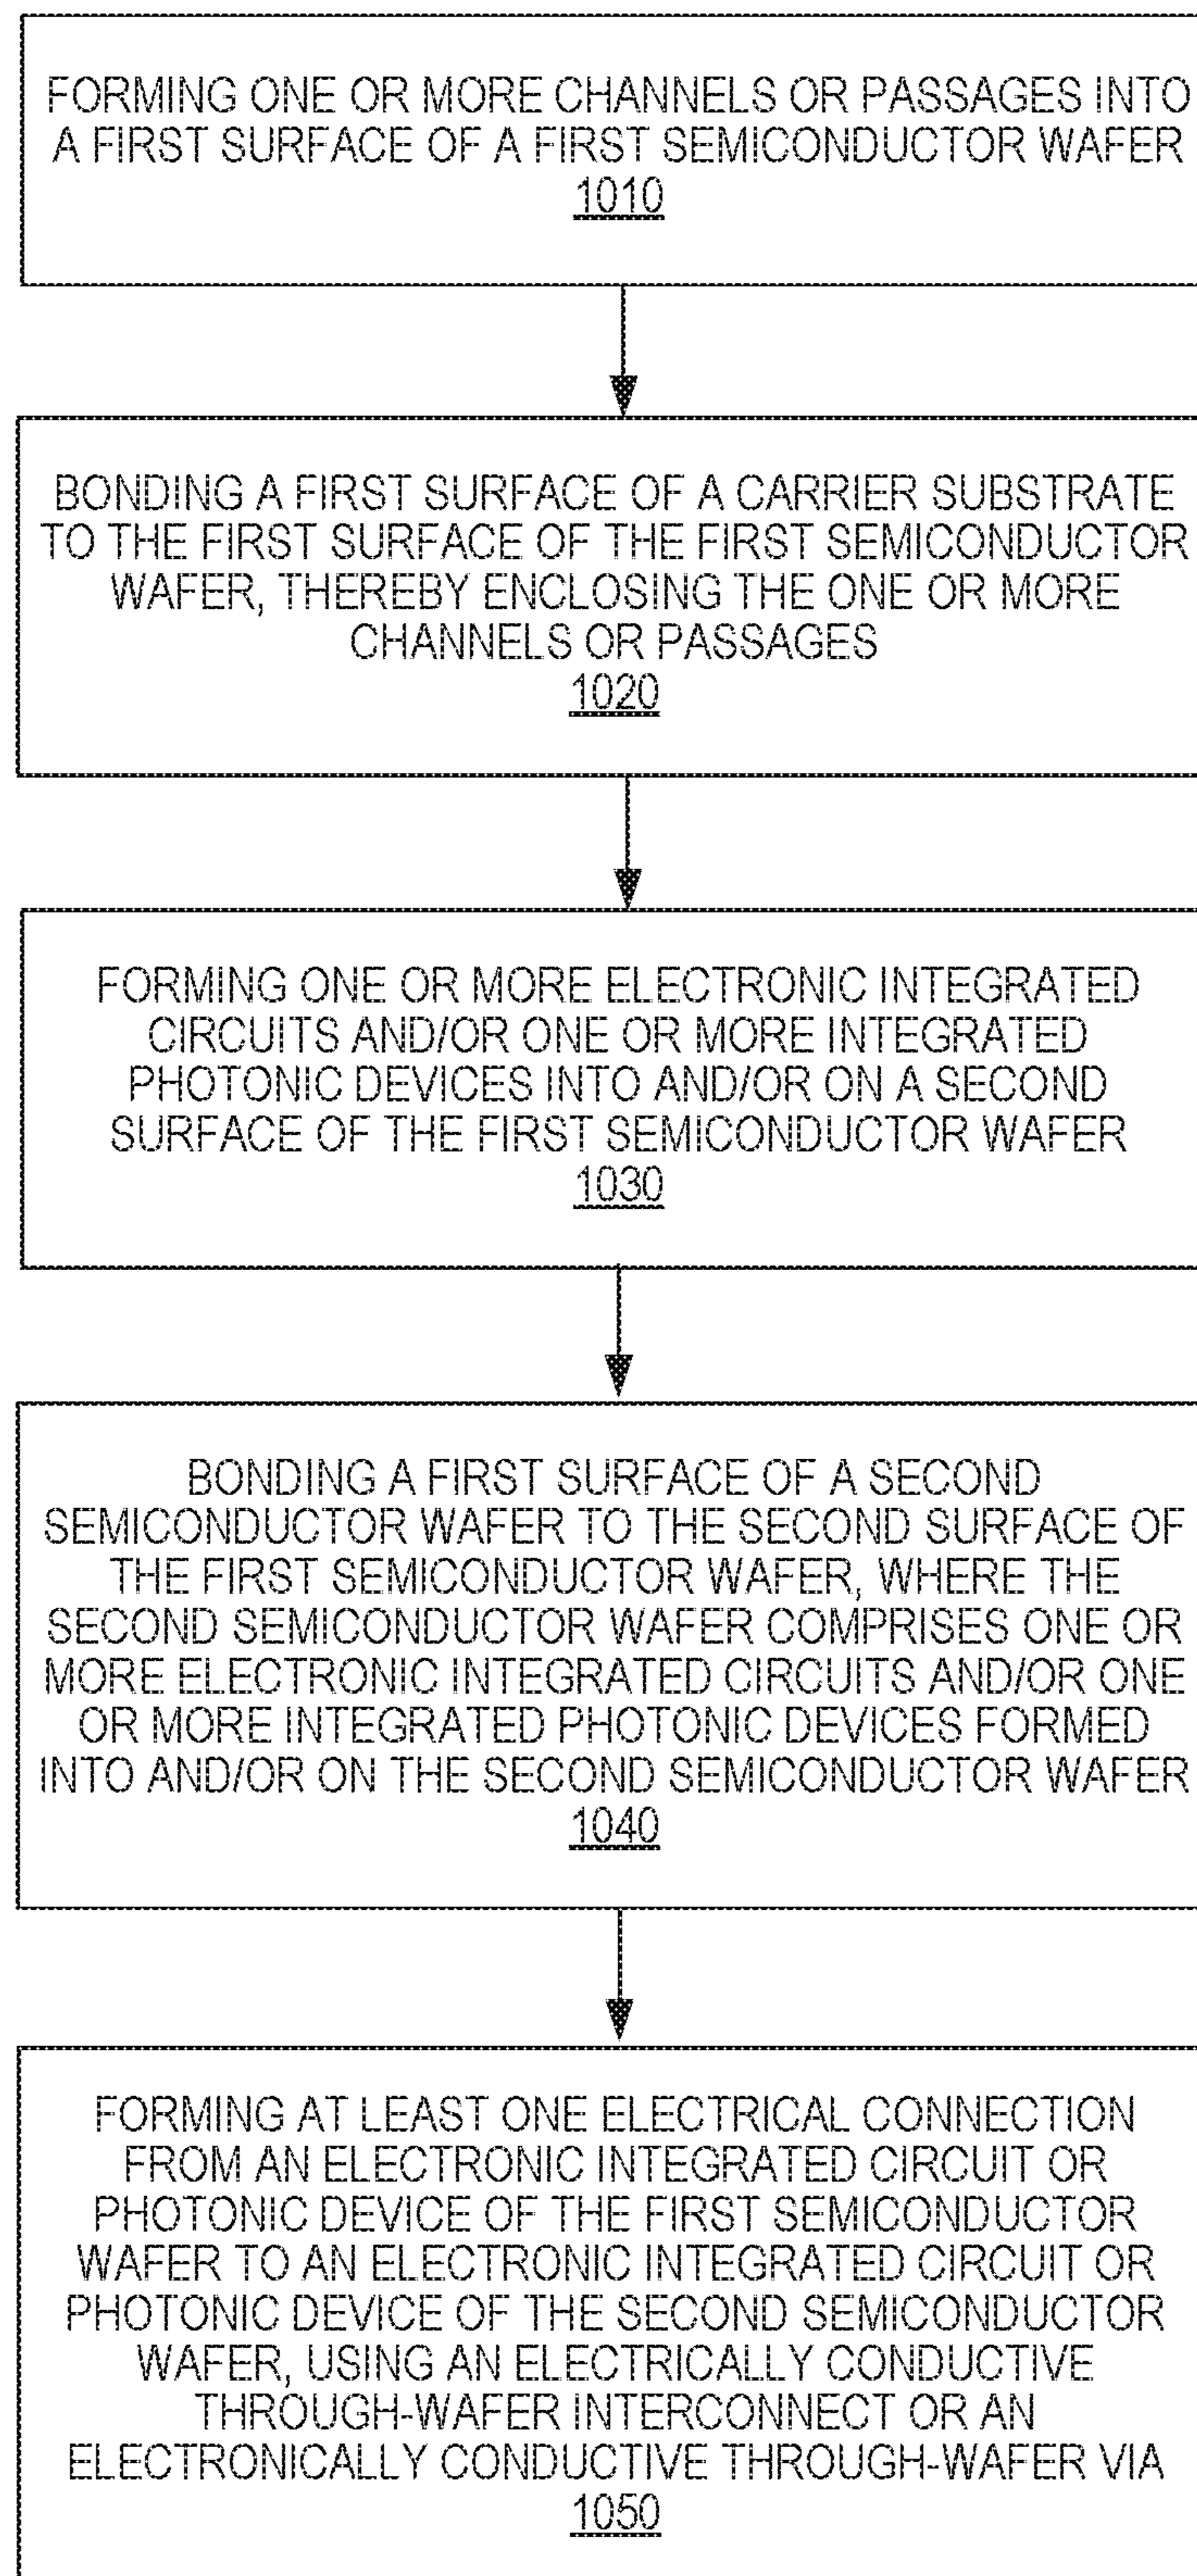 FORMING ONE OR MORE CHANNELS OR PASSAGES INTO
A FIRST SURFACE OF A FIRST SEMICONDUCTOR WAFER
1010
BONDING A FIRST SURFACE OF A CARRIER SUBSTRATE
TO THE FIRST SURFACE OF THE FIRST SEMICONDUCTOR
WAFER, THEREBY ENCLOSING THE ONE OR MORE
CHANNELS OR PASSAGES
1020
FORMING ONE OR MORE ELECTRONIC INTEGRATED
CIRCUITS AND/OR ONE OR MORE INTEGRATED
PHOTONIC DEVICES INTO AND/OR ON A SECOND
SURFACE OF THE FIRST SEMICONDUCTOR WAFER
1030
BONDING A FIRST SURFACE OF A SECOND
SEMICONDUCTOR WAFER TO THE SECOND SURFACE OF
THE FIRST SEMICONDUCTOR WAFER, WHERE THE
SECOND SEMICONDUCTOR WAFER COMPRISES ONE OR
MORE ELECTRONIC INTEGRATED CIRCUITS AND/OR ONE
OR MORE INTEGRATED PHOTONIC DEVICES FORMED
INTO AND/OR ON THE SECOND SEMICONDUCTOR WAFER
1040
FORMING AT LEAST ONE ELECTRICAL CONNECTION
FROM AN ELECTRONIC INTEGRATED CIRCUIT OR
PHOTONIC DEVICE OF THE FIRST SEMICONDUCTOR
WAFER TO AN ELECTRONIC INTEGRATED CIRCUIT OR
PHOTONIC DEVICE OF THE SECOND SEMICONDUCTOR
WAFER, USING AN ELECTRICALLY CONDUCTIVE
THROUGH-WAFER INTERCONNECT OR AN
ELECTRONICALLY CONDUCTIVE THROUGH-WAFER VIA
1050